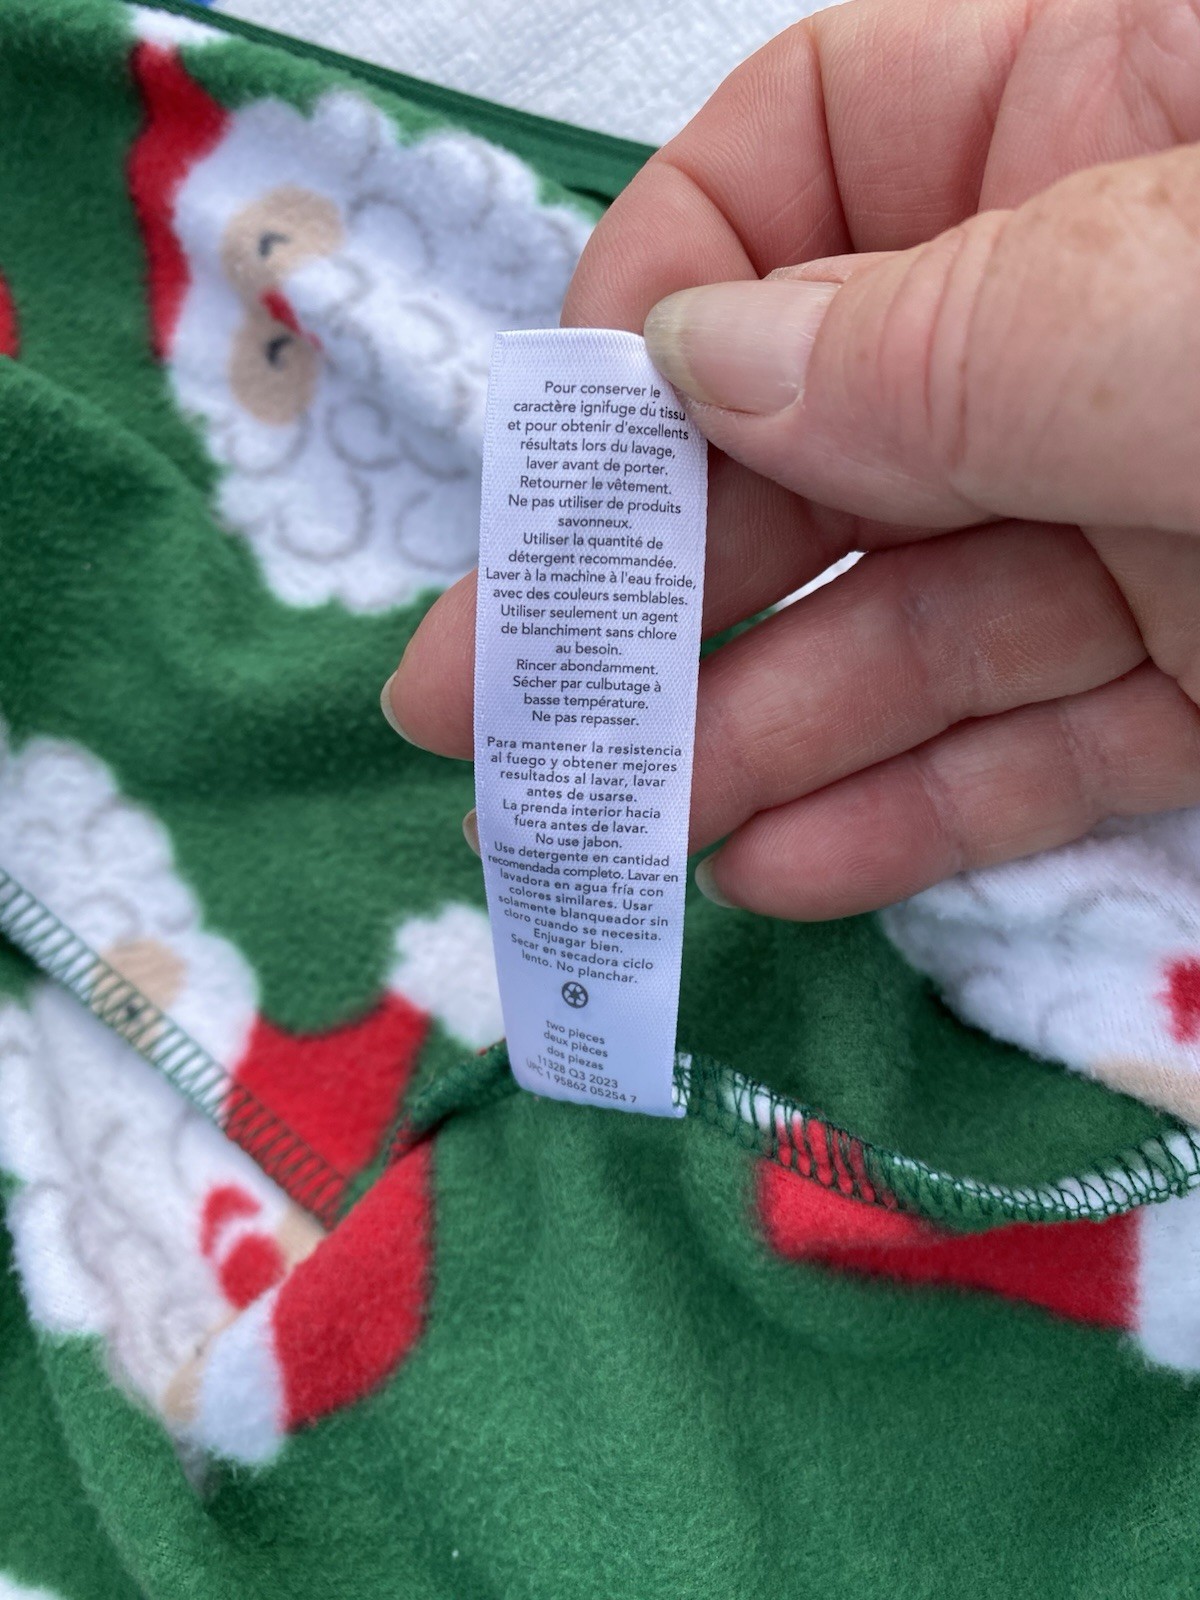 Pour conserver le
caractère ignifuge du tissu
et pour obtenir d'excellents
résultats lors du lavage,
laver avant de porter.
Retourner le vêtement.
Ne pas utiliser de produits
savonneux.
Utiliser la quantité de
détergent recommandée.
Laver à la machine à l'eau froide,
avec des couleurs semblables.
Utiliser seulement un agent
de blanchiment sans chlore
au besoin.
Rincer abondamment.
Sécher par culbutage à
basse température.
Ne pas repasser.
Para mantener la resistencia
al fuego y obtener mejores
resultados al lavar, lavar
antes de usarse.
La prenda interior hacia
fuera antes de lavar.
No use jabon.
Use detergente en cantidad
recomendada completo. Lavar en
lavadora en agua fría con
colores similares. Usar
solamente blanqueador sin
cloro cuando se necesita.
Enjuagar bien.
Secar en secadora ciclo
lento. No planchar.
two pieces
deux pièces
dos piezas
11328 Q3 2023
UPC 1 95862 05254 7